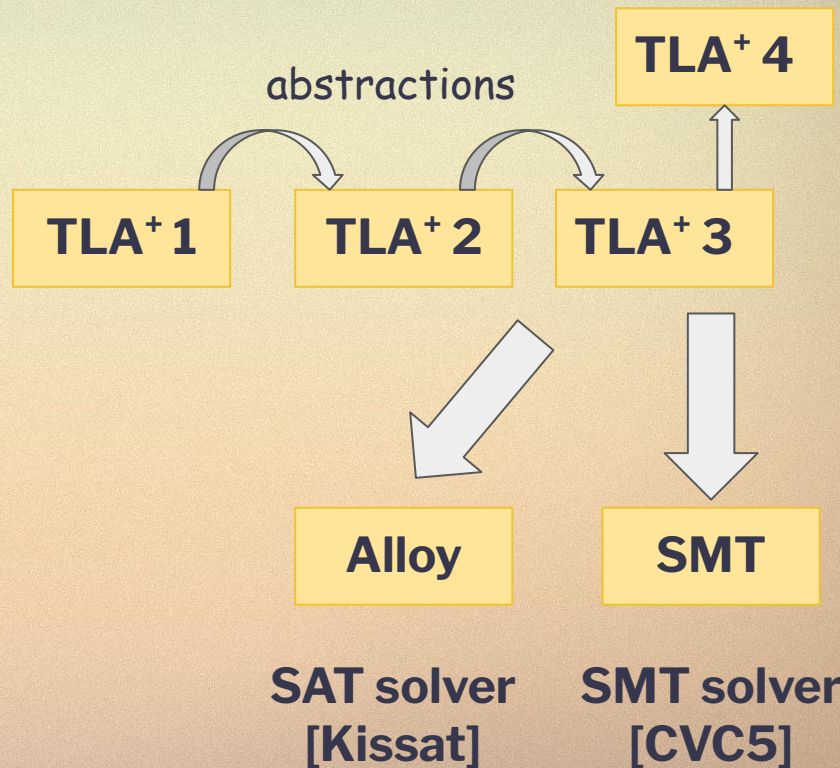 TLA⁺ 4
abstractions
TLA⁺ 1
TLA⁺ 2
TLA⁺ 3
Alloy
SMT
SAT solver
[Kissat]
SMT solver
[CVC5]